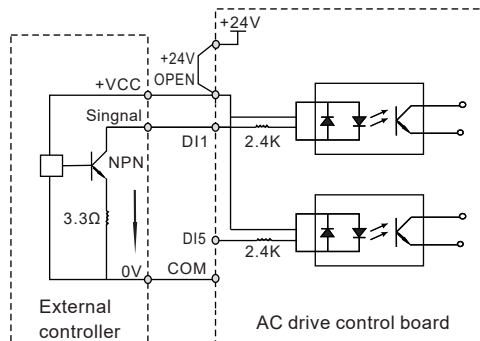 +24V
+24V
OPEN
+VCC
Singnal
DI1
2.4K
NPN
3.3Ω
DI5
2.4K
0V
COM
External
controller
AC drive control board